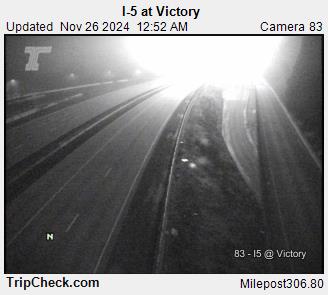 I-5 at Victory
Updated Nov 26 2024 12:52 AM Camera 83
T
N
83 - I5 @ Victory
TripCheck.com Milepost306.80